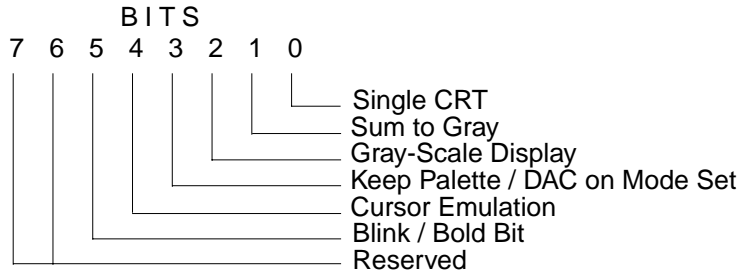 B I T S
7 6 5 4 3 2 1 0
Single CRT
Sum to Gray
Gray-Scale Display
Keep Palette / DAC on Mode Set
Cursor Emulation
Blink / Bold Bit
Reserved